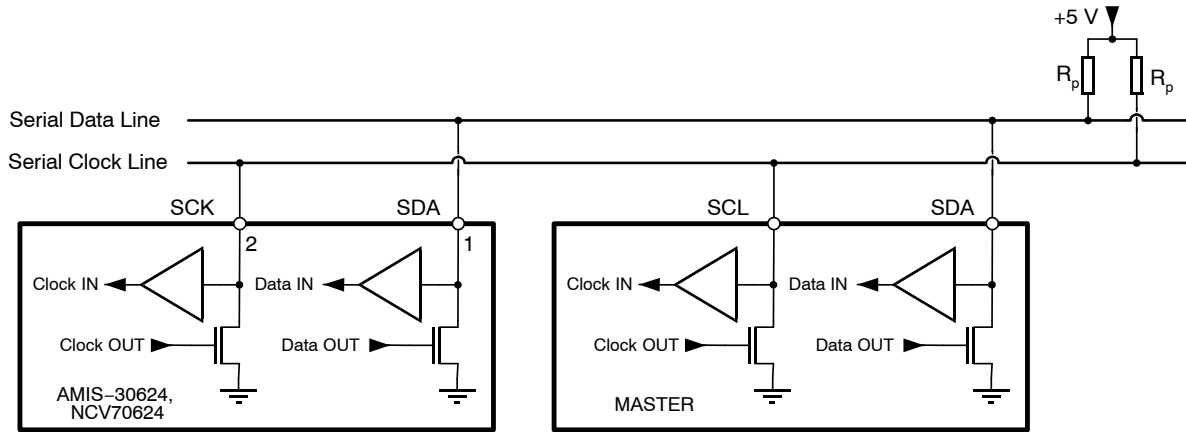 +5 V
Rp
Rp
Serial Data Line
Serial Clock Line
SCK
SDA
SCL
SDA
2
1
Clock IN
Data IN
Clock IN
Data IN
Clock OUT
Data OUT
Clock OUT
Data OUT
AMIS−30624,
NCV70624
MASTER